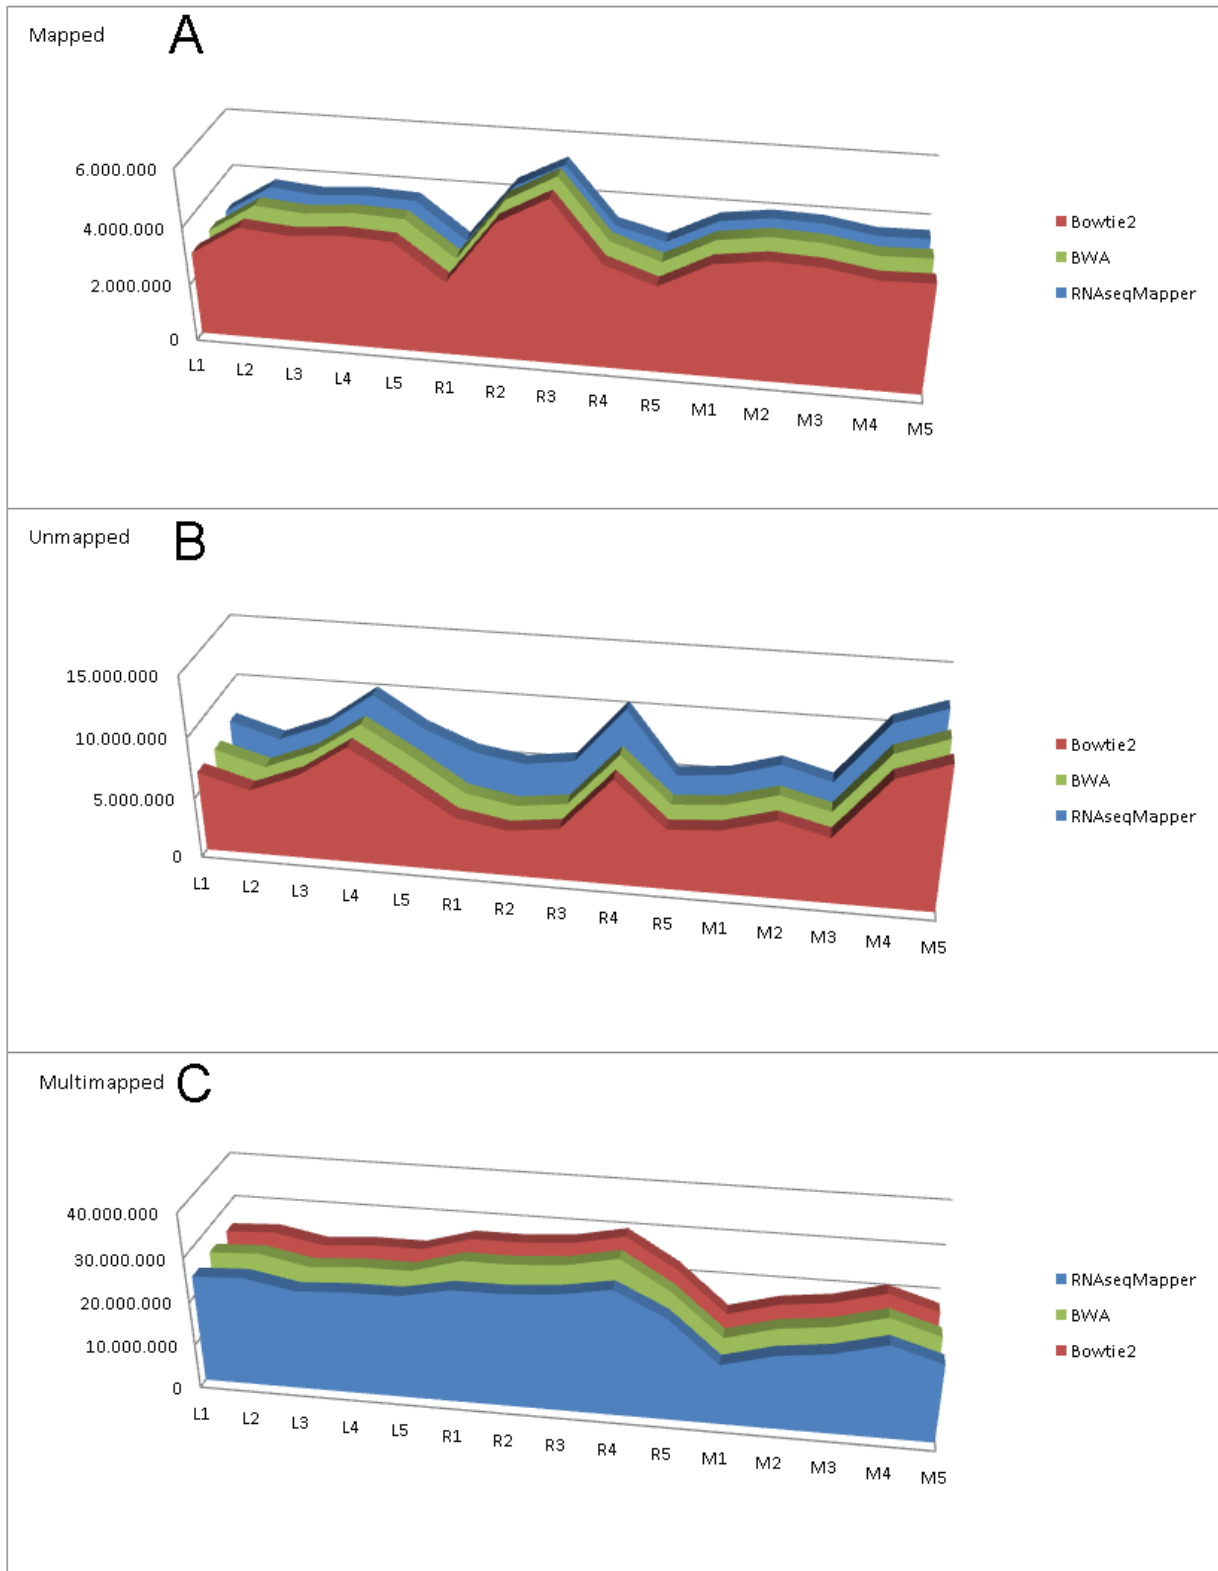 Mapped A
6.000.000
4.000.000
2.000.000
0
L1 L2 L3 L4 L5 R1 R2 R3 R4 R5 M1 M2 M3 M4 M5
Bowtie2
BWA
RNAseqMapper
Unmapped B
15.000.000
10.000.000
5.000.000
0
L1 L2 L3 L4 L5 R1 R2 R3 R4 R5 M1 M2 M3 M4 M5
Bowtie2
BWA
RNAseqMapper
Multimapped C
40.000.000
30.000.000
20.000.000
10.000.000
0
L1 L2 L3 L4 L5 R1 R2 R3 R4 R5 M1 M2 M3 M4 M5
RNAseqMapper
BWA
Bowtie2